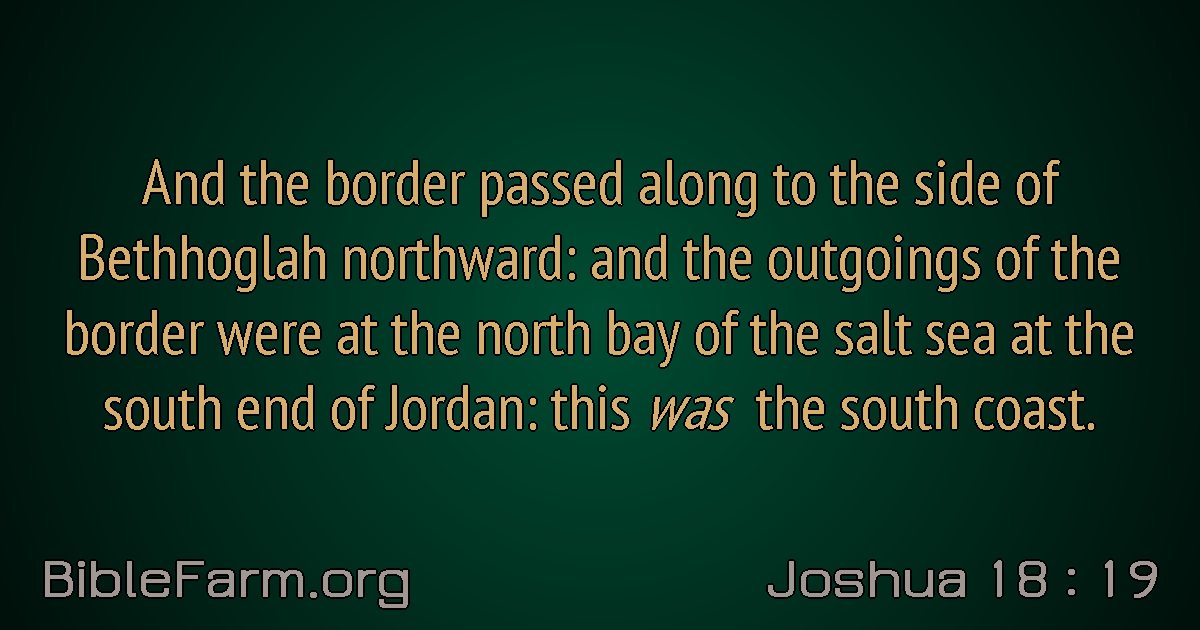 And the border passed along to the side of
Bethhoglah northward: and the outgoings of the
border were at the north bay of the salt sea at the
south end of Jordan: this was the south coast.
BibleFarm.org
Joshua 18 : 19